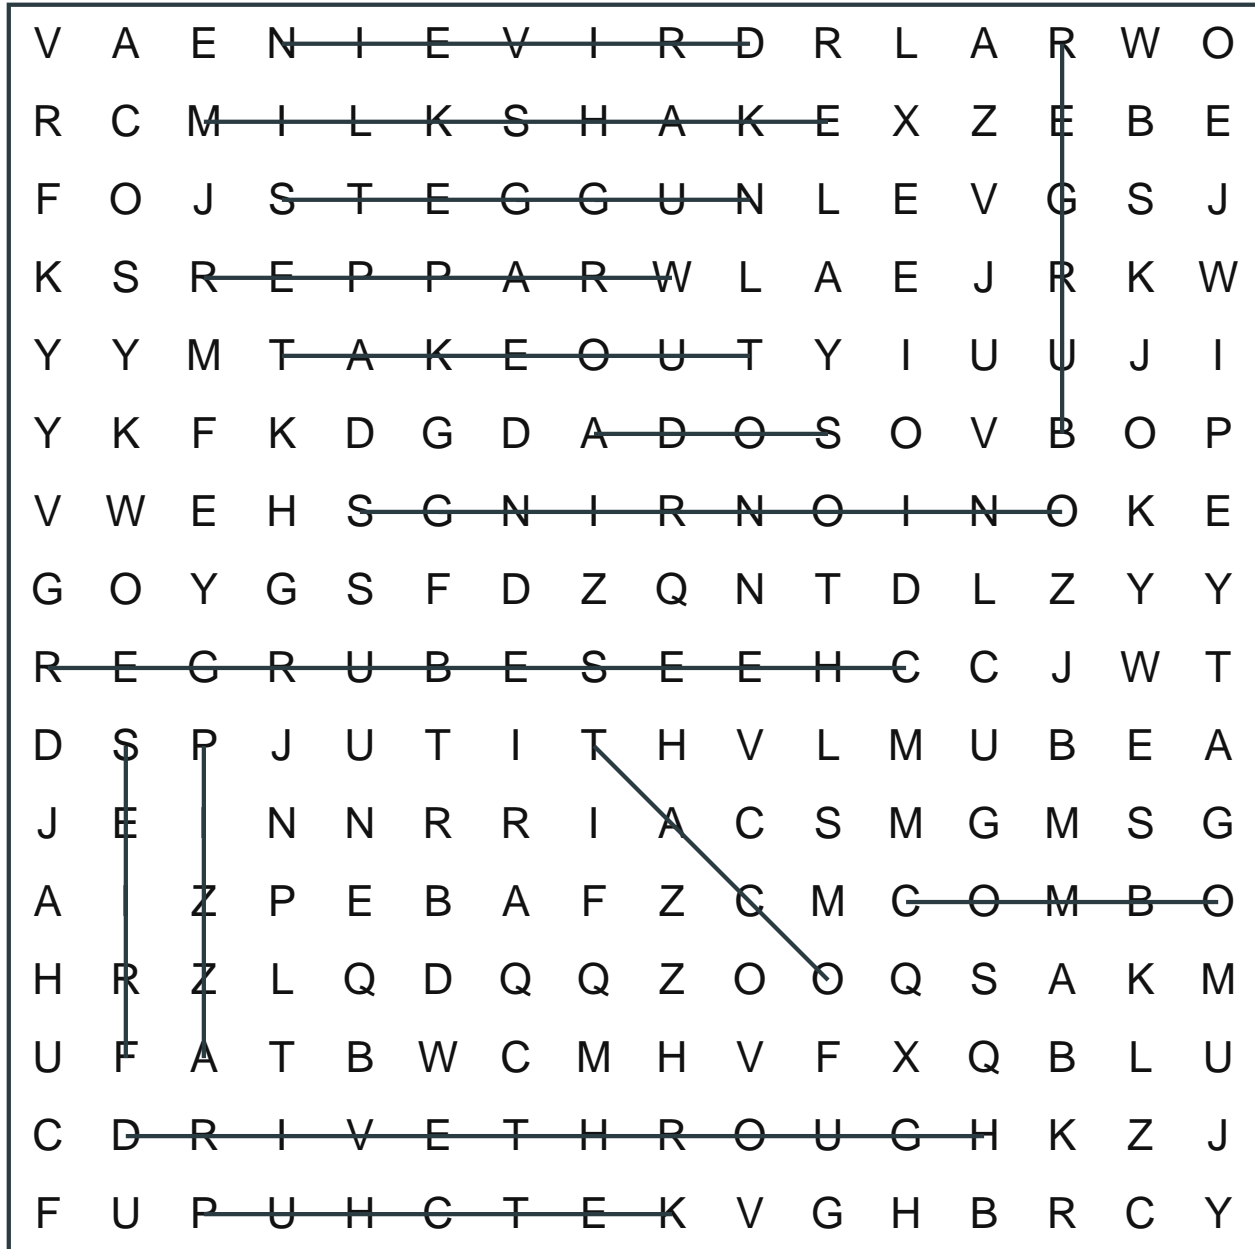 V A E N I E V I R D R L A R W O
R C M I L K S H A K E X Z E B E
F O J S T E G G U N L E V G S J
K S R E P P A R W L A E J R K W
Y Y M T A K E O U T Y I U U J I
Y K F K D G D A D O S O V B O P
V W E H S G N I R N O I N O K E
G O Y G S F D Z Q N T D L Z Y Y
R E G R U B E S E E H C C J W T
D S P J U T I T H V L M U B E A
J E I N N R R I A C S M G M S G
A I Z P E B A F Z C M C O M B O
H R Z L Q D Q Q Z O O Q S A K M
U F A T B W C M H V F X Q B L U
C D R I V E T H R O U G H K Z J
F U P U H C T E K V G H B R C Y